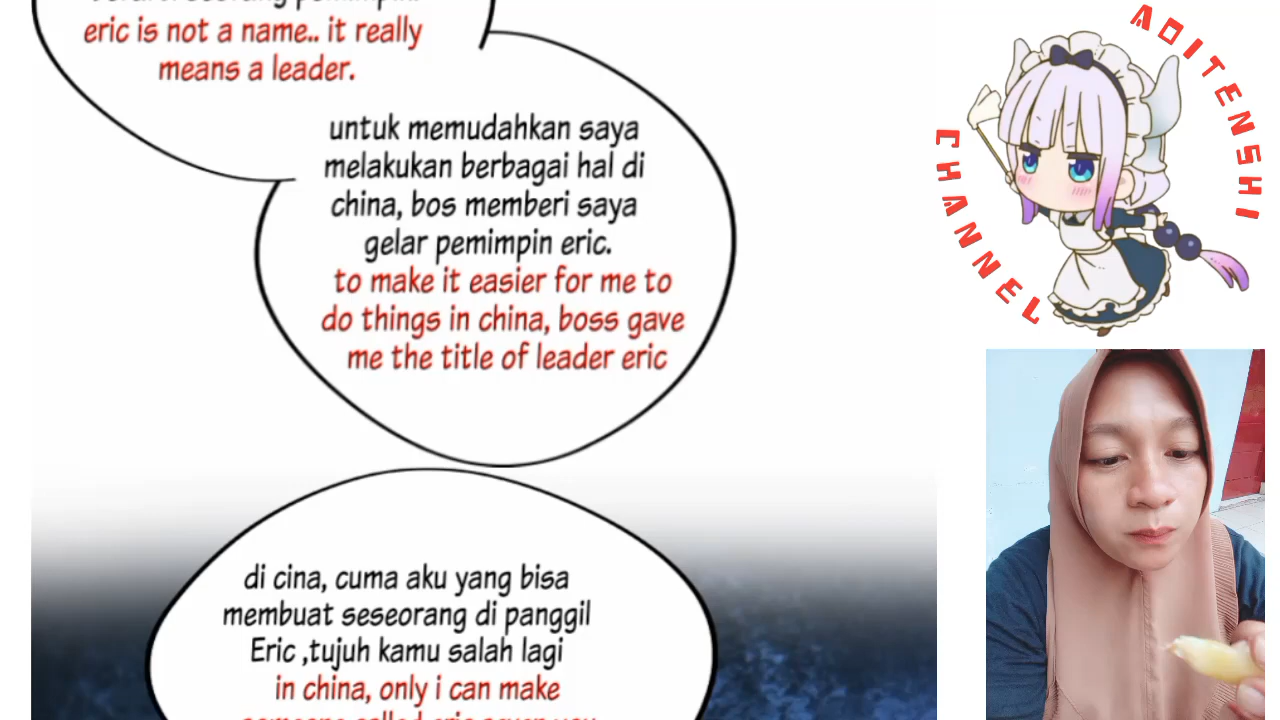 eric is not a name.. it really
means a leader.
untuk memudahkan saya
melakukan berbagai hal di
china, bos memberi saya
gelar pemimpin eric.
to make it easier for me to
do things in china, boss gave
me the title of leader eric
di cina, cuma aku yang bisa
membuat seseorang di panggil
Eric ,tujuh kamu salah lagi
in china, only i can make
AOITENSHI
CHANNEL